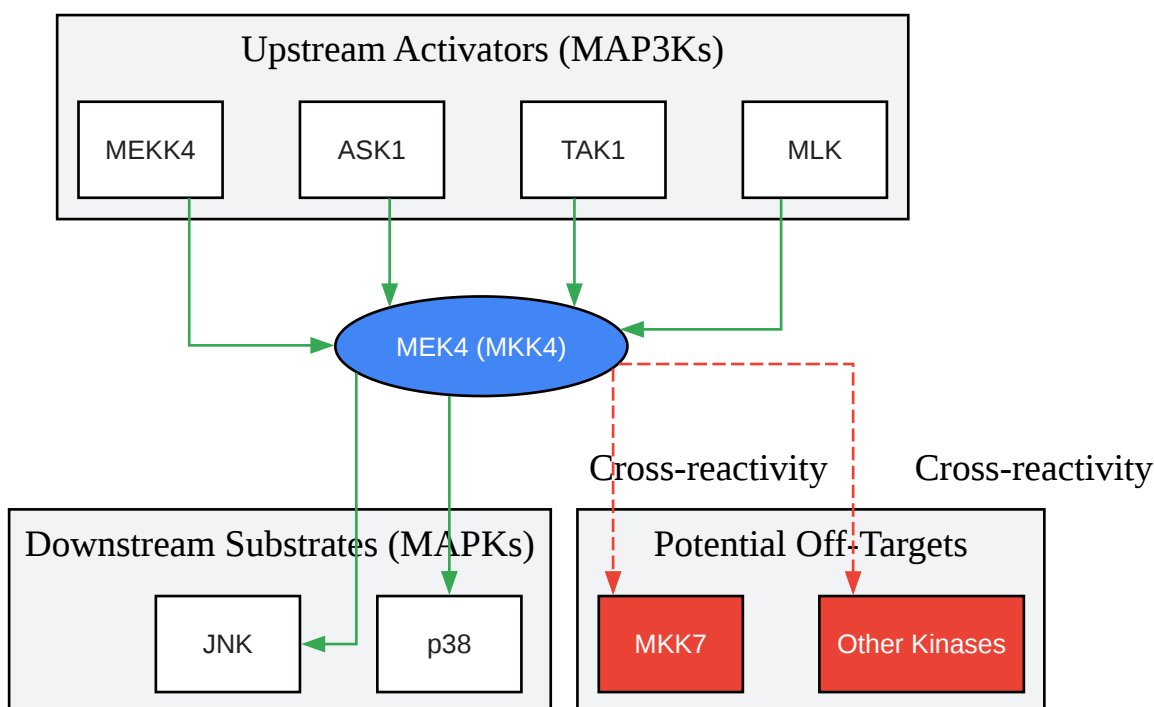 Upstream Activators (MAP3Ks)
MEKK4
ASK1
TAK1
MLK
MEK4 (MKK4)
Cross-reactivity
Cross-reactivity
Downstream Substrates (MAPKs)
JNK
p38
Potential Off-Targets
MKK7
Other Kinases